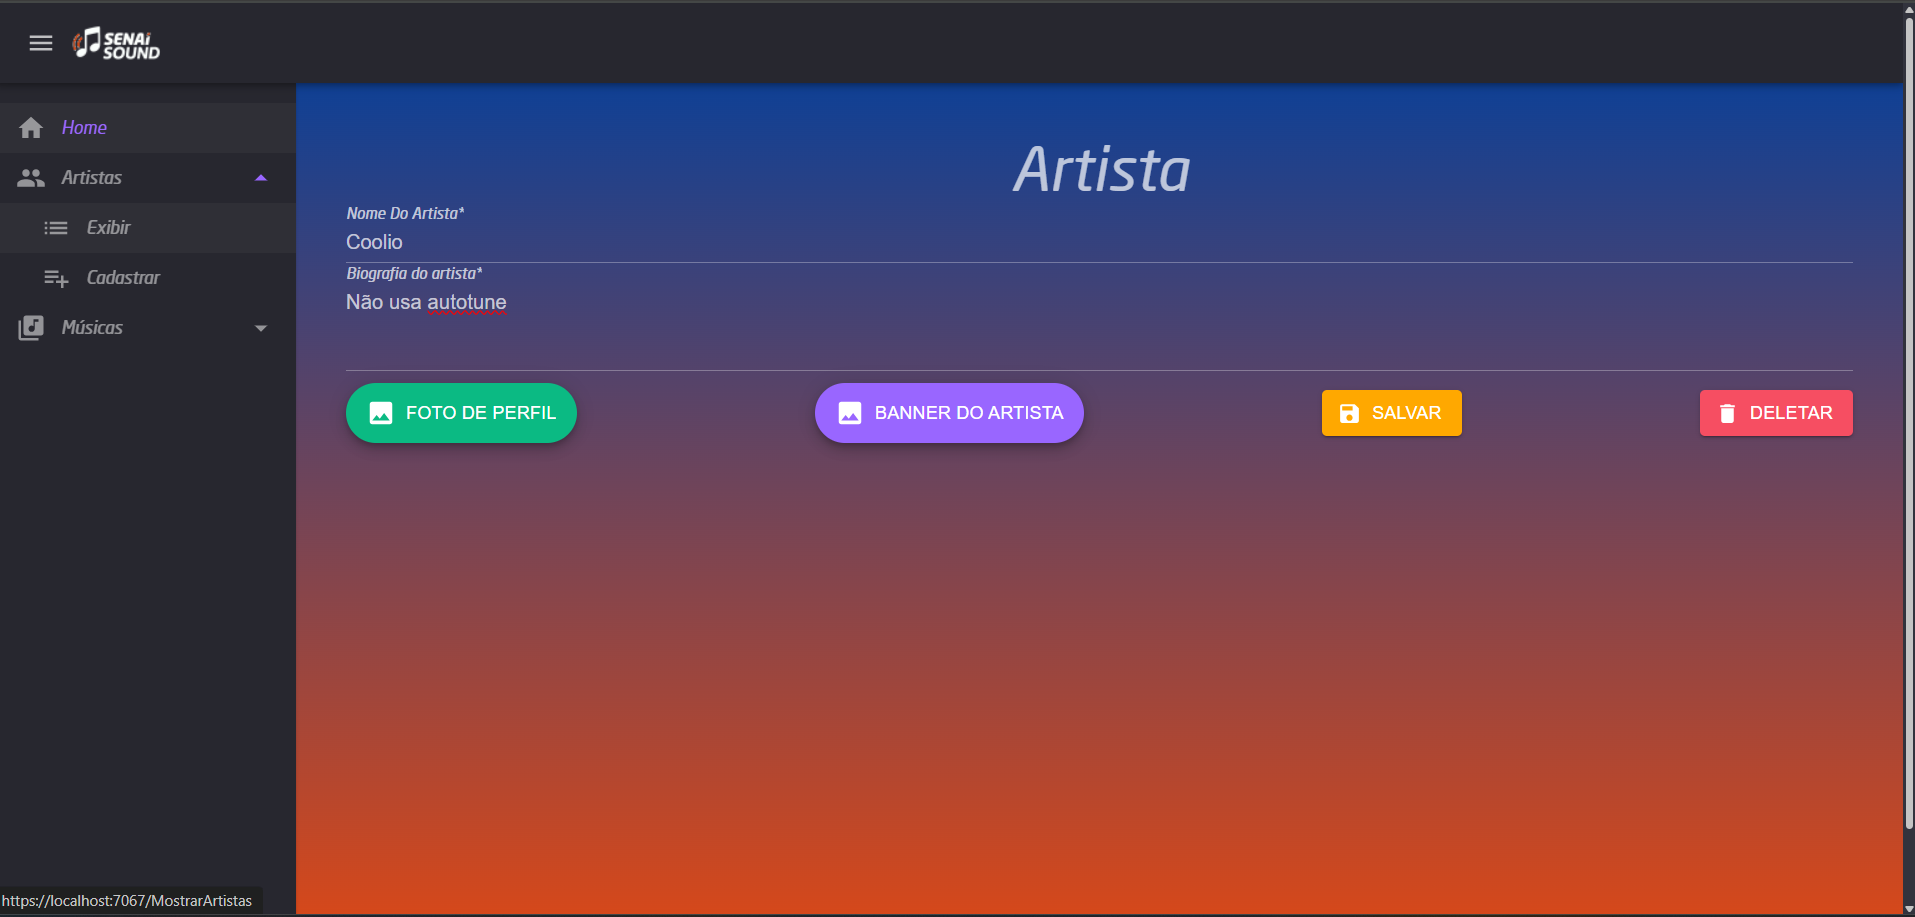 SENAI
SOUND
Home
Artistas
Exibir
Cadastrar
Músicas
Artista
Nome Do Artista*
Coolio
Biografia do artista*
Não usa autotune
FOTO DE PERFIL
BANNER DO ARTISTA
SALVAR
DELETAR
https://localhost:7067/MostrarArtistas